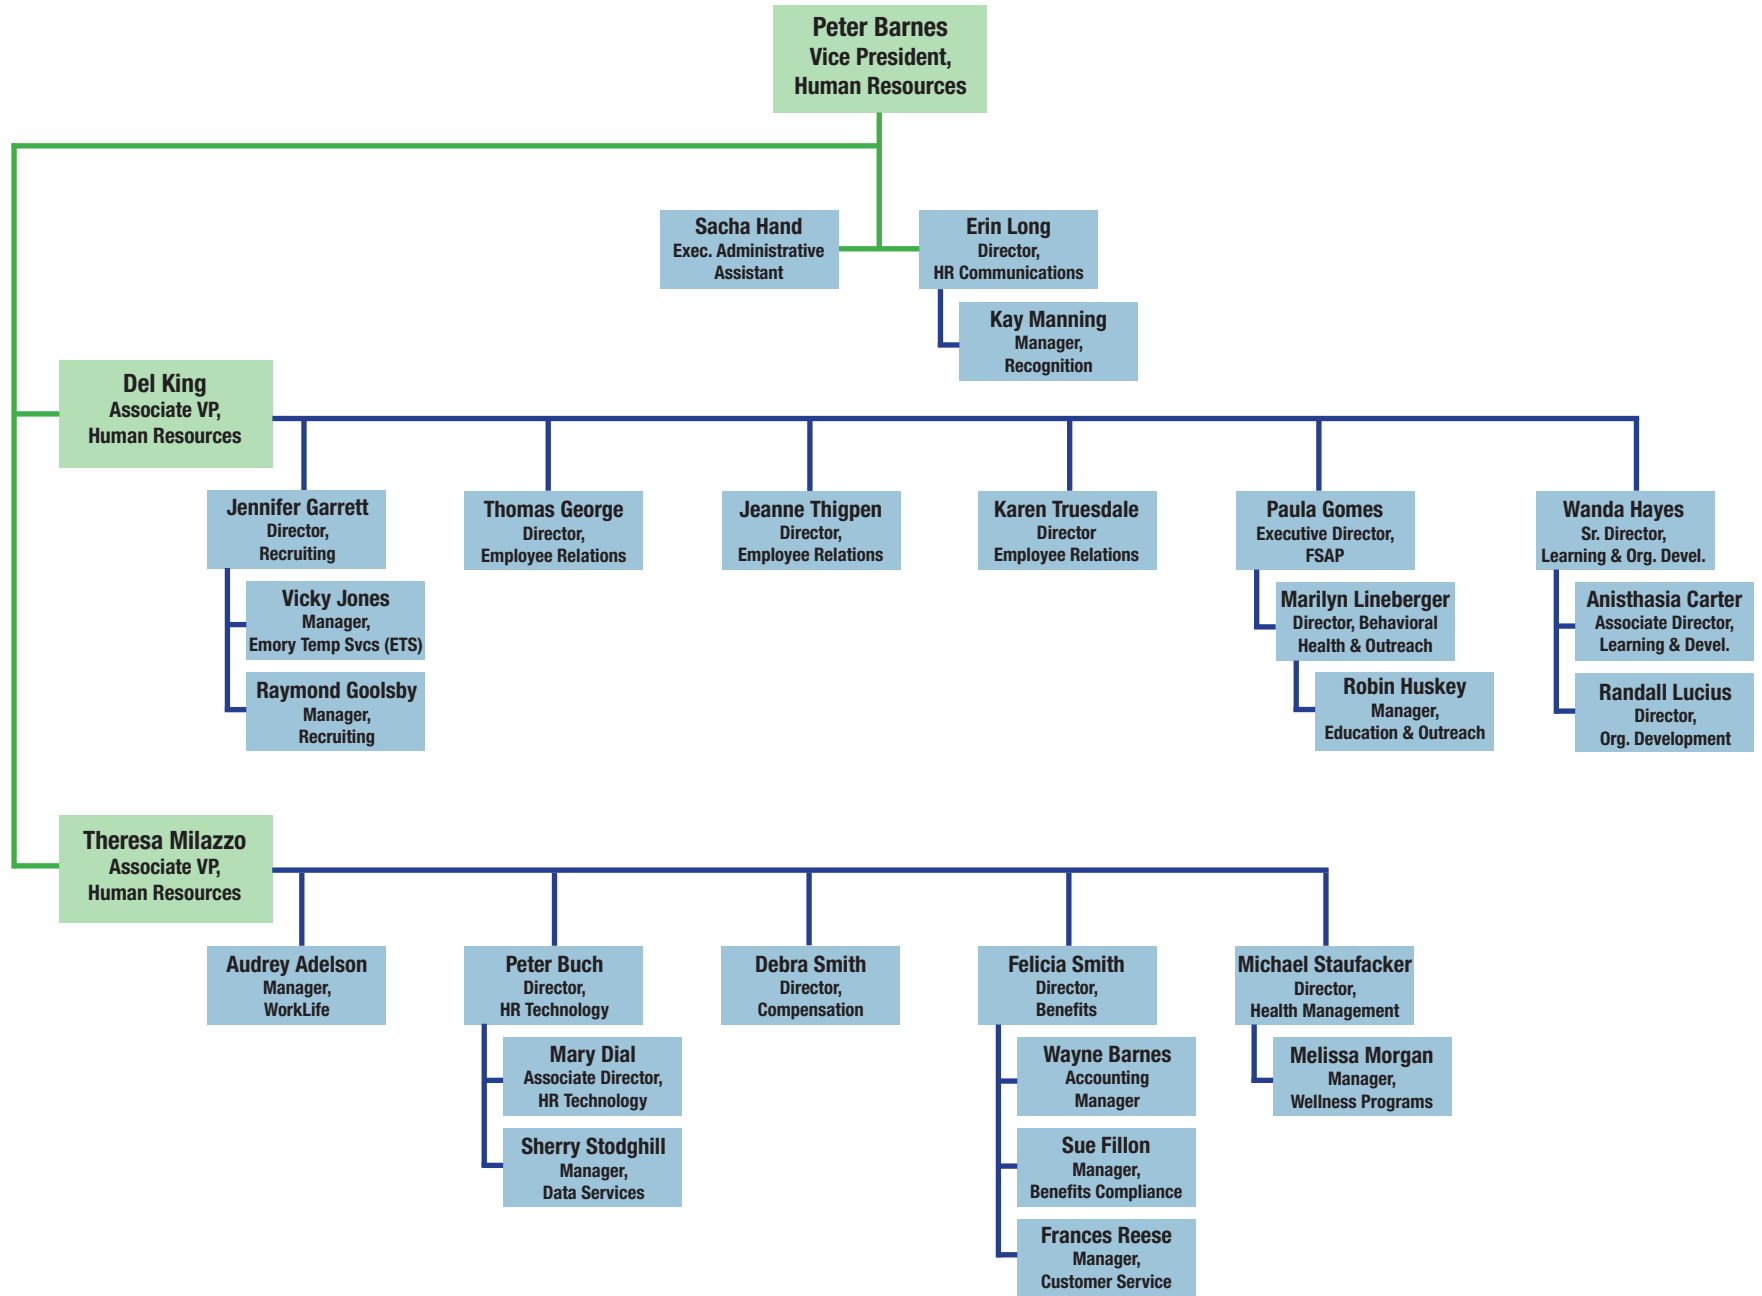 Peter Barnes
Vice President,
Human Resources
Sacha Hand
Exec. Administrative
Assistant
Erin Long
Director,
HR Communications
Kay Manning
Manager,
Recognition
Del King
Associate VP,
Human Resources
Jennifer Garrett
Director,
Recruiting
Vicky Jones
Manager,
Emory Temp Svcs (ETS)
Raymond Goolsby
Manager,
Recruiting
Thomas George
Director,
Employee Relations
Jeanne Thigpen
Director,
Employee Relations
Karen Truesdale
Director
Employee Relations
Paula Gomes
Executive Director,
FSAP
Marilyn Lineberger
Director, Behavioral
Health & Outreach
Robin Huskey
Manager,
Education & Outreach
Wanda Hayes
Sr. Director,
Learning & Org. Devel.
Anisthasia Carter
Associate Director,
Learning & Devel.
Randall Lucius
Director,
Org. Development
Theresa Milazzo
Associate VP,
Human Resources
Audrey Adelson
Manager,
WorkLife
Peter Buch
Director,
HR Technology
Mary Dial
Associate Director,
HR Technology
Sherry Stodghill
Manager,
Data Services
Debra Smith
Director,
Compensation
Felicia Smith
Director,
Benefits
Wayne Barnes
Accounting
Manager
Sue Fillon
Manager,
Benefits Compliance
Frances Reese
Manager,
Customer Service
Michael Staufacker
Director,
Health Management
Melissa Morgan
Manager,
Wellness Programs